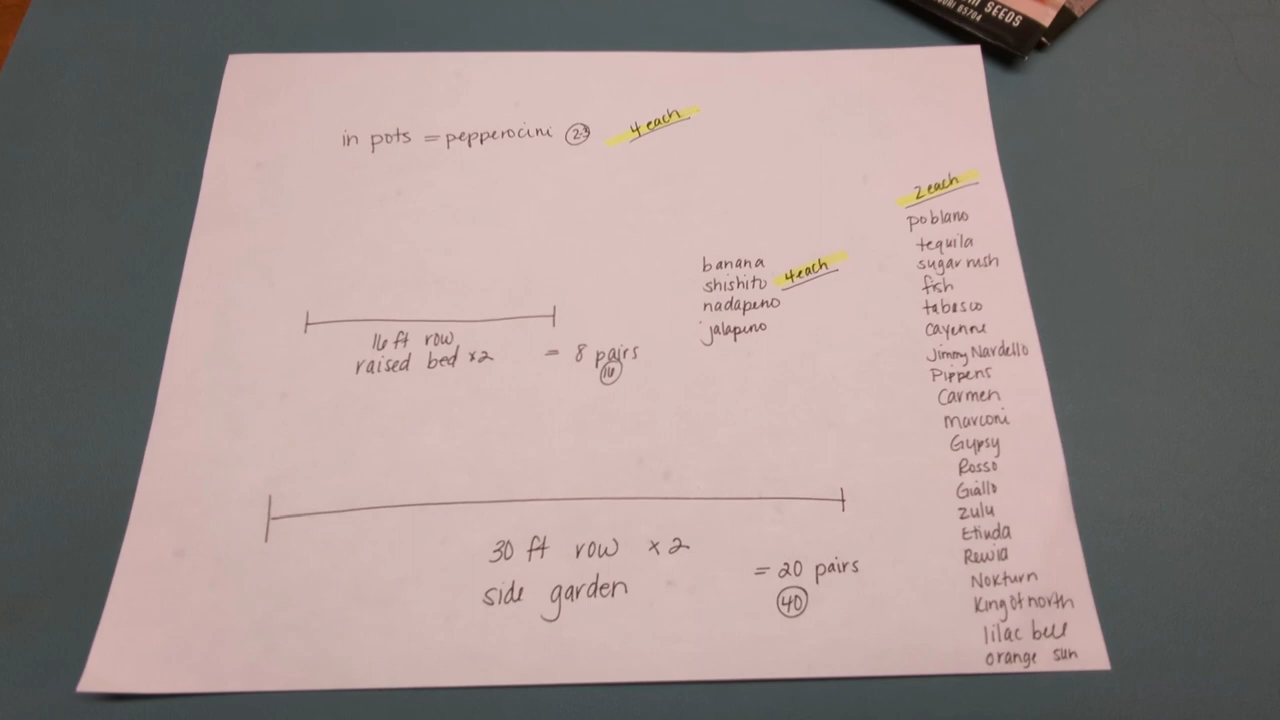 SEEDS
URI 65704
in pots = pepperocini 23 4 each
banana
shishito 4 each
nadapeno
jalapeno
16 ft row
raised bed x2 = 8 pairs
16
30 ft row x 2
side garden
= 20 pairs
40
2 each
poblano
tequila
sugar rush
fish
tabasco
cayenne
Jimmy Nardello
Pippens
Carmen
marconi
Gypsy
Rosso
Giallo
zulu
Etiuda
Rewia
Nokturn
King of north
lilac bell
orange sun